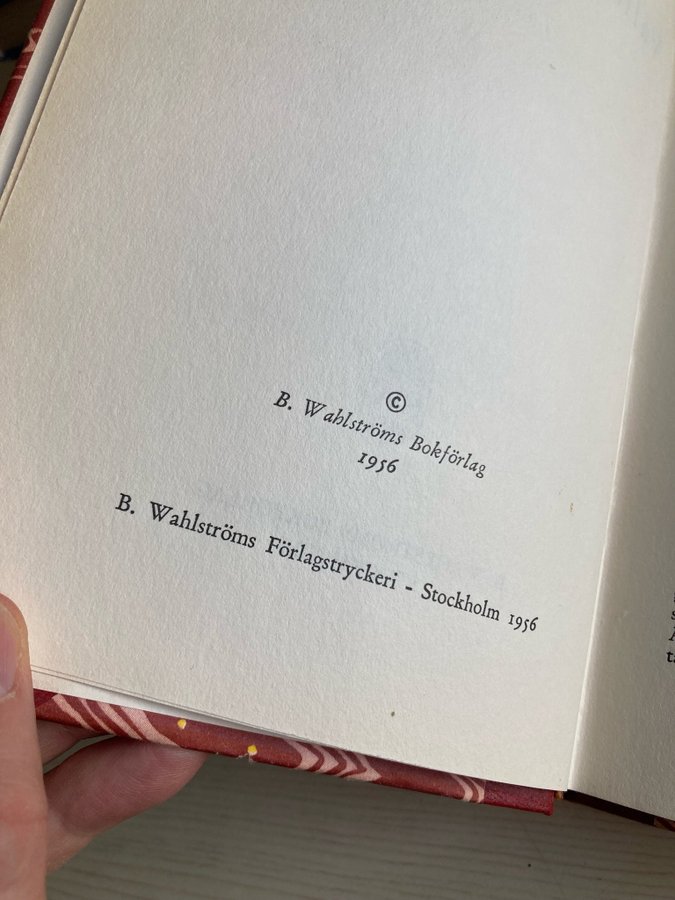 ©
B. Wahlströms Bokförlag
1956
B. Wahlströms Förlagstryckeri - Stockholm 1956